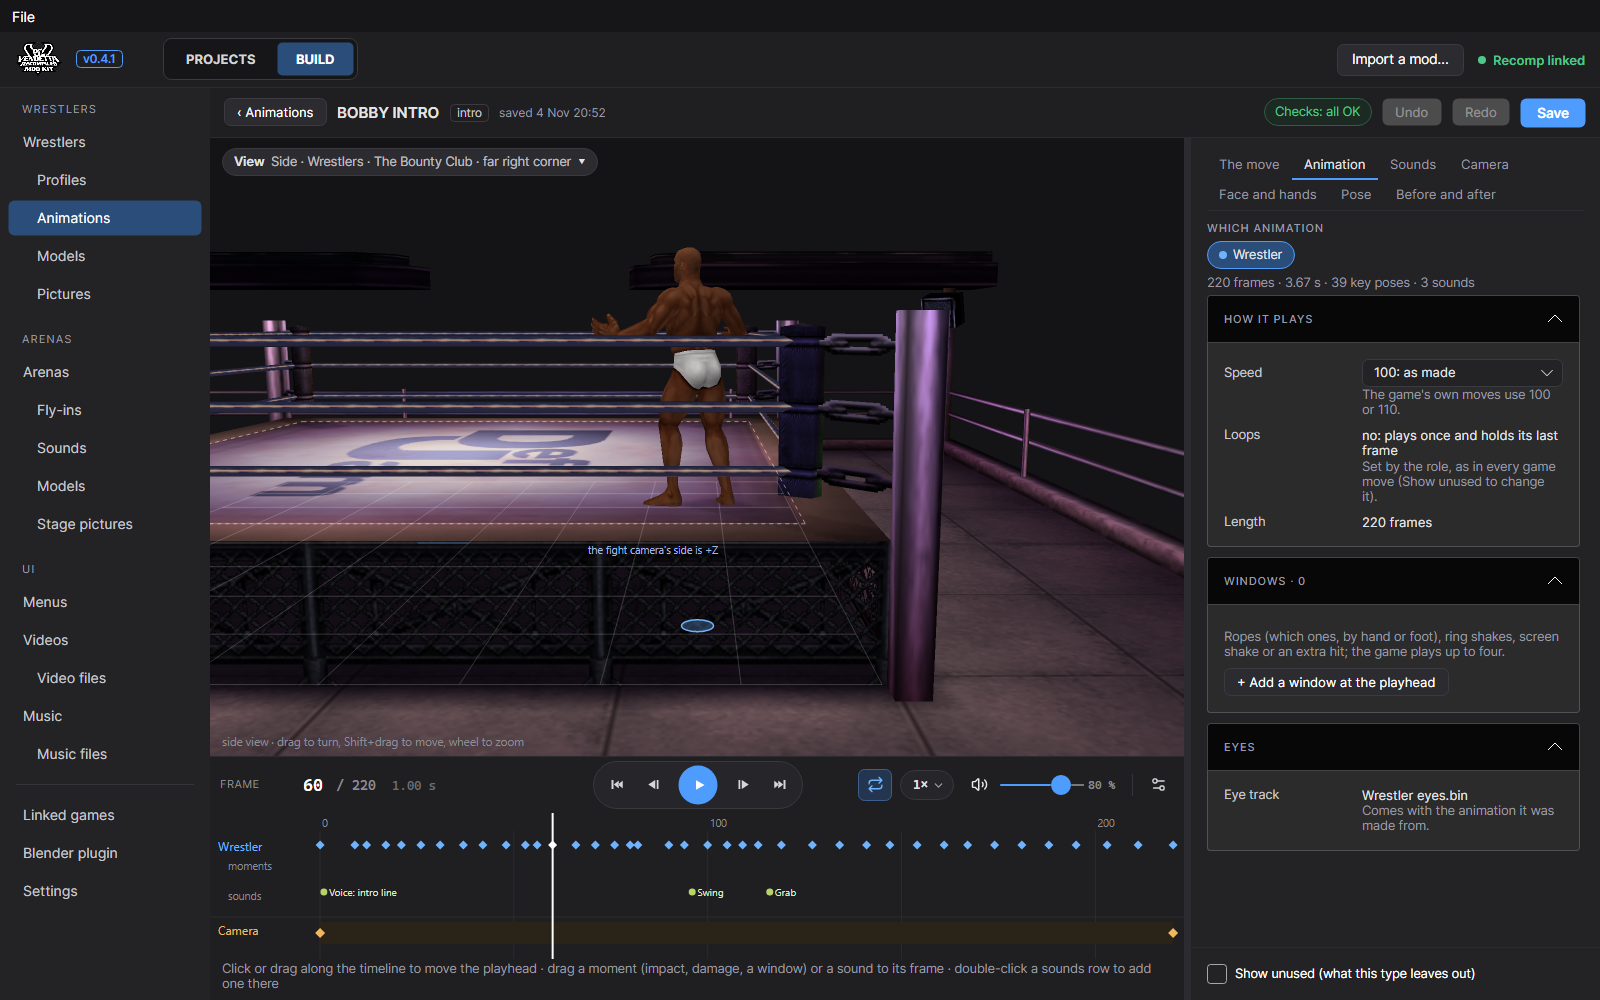 File
VENDETTA
MOD KIT
v0.4.1
PROJECTS
BUILD
Import a mod...
Recomp linked
WRESTLERS
Wrestlers
Profiles
Animations
Models
Pictures
ARENAS
Arenas
Fly-ins
Sounds
Models
Stage pictures
UI
Menus
Videos
Video files
Music
Music files
Linked games
Blender plugin
Settings
‹ Animations
BOBBY INTRO
intro
saved 4 Nov 20:52
Checks: all OK
Undo
Redo
Save
View Side · Wrestlers · The Bounty Club · far right corner ▾
the fight camera's side is +Z
side view · drag to turn, Shift+drag to move, wheel to zoom
FRAME
60 / 220 1.00 s
1×
80 %
0
100
200
Wrestler
moments
sounds
Voice: intro line
Swing
Grab
Camera
Click or drag along the timeline to move the playhead · drag a moment (impact, damage, a window) or a sound to its frame · double-click a sounds row to add
one there
The move
Animation
Sounds
Camera
Face and hands
Pose
Before and after
WHICH ANIMATION
Wrestler
220 frames · 3.67 s · 39 key poses · 3 sounds
HOW IT PLAYS
Speed
100: as made
The game's own moves use 100
or 110.
Loops
no: plays once and holds its last
frame
Set by the role, as in every game
move (Show unused to change
it).
Length
220 frames
WINDOWS · 0
Ropes (which ones, by hand or foot), ring shakes, screen
shake or an extra hit; the game plays up to four.
+ Add a window at the playhead
EYES
Eye track
Wrestler eyes.bin
Comes with the animation it was
made from.
Show unused (what this type leaves out)